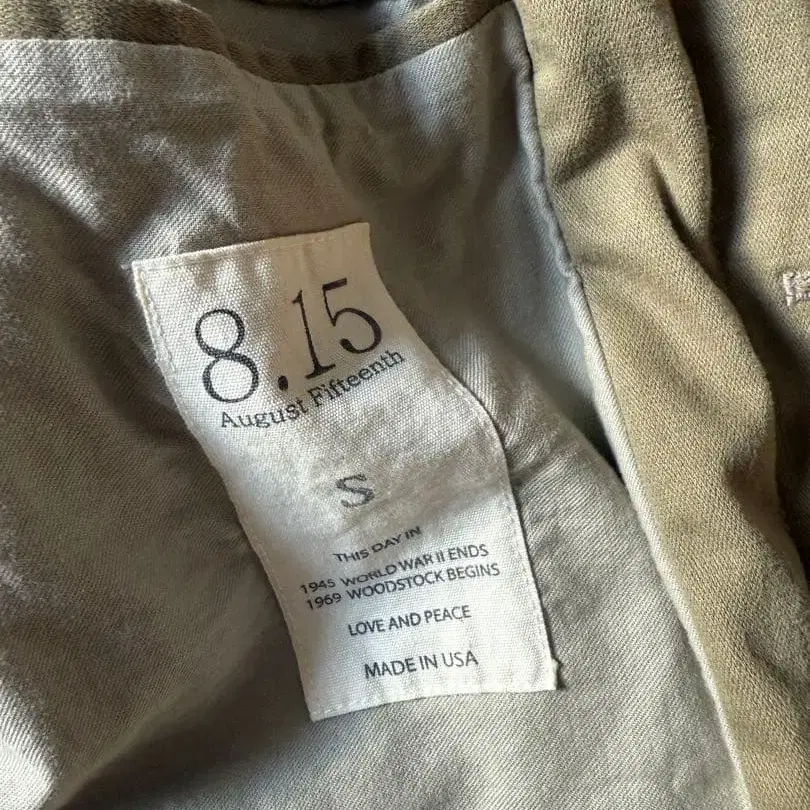 8.15
August Fifteenth
S
THIS DAY IN
1945 WORLD WAR II ENDS
1969 WOODSTOCK BEGINS
LOVE AND PEACE
MADE IN USA